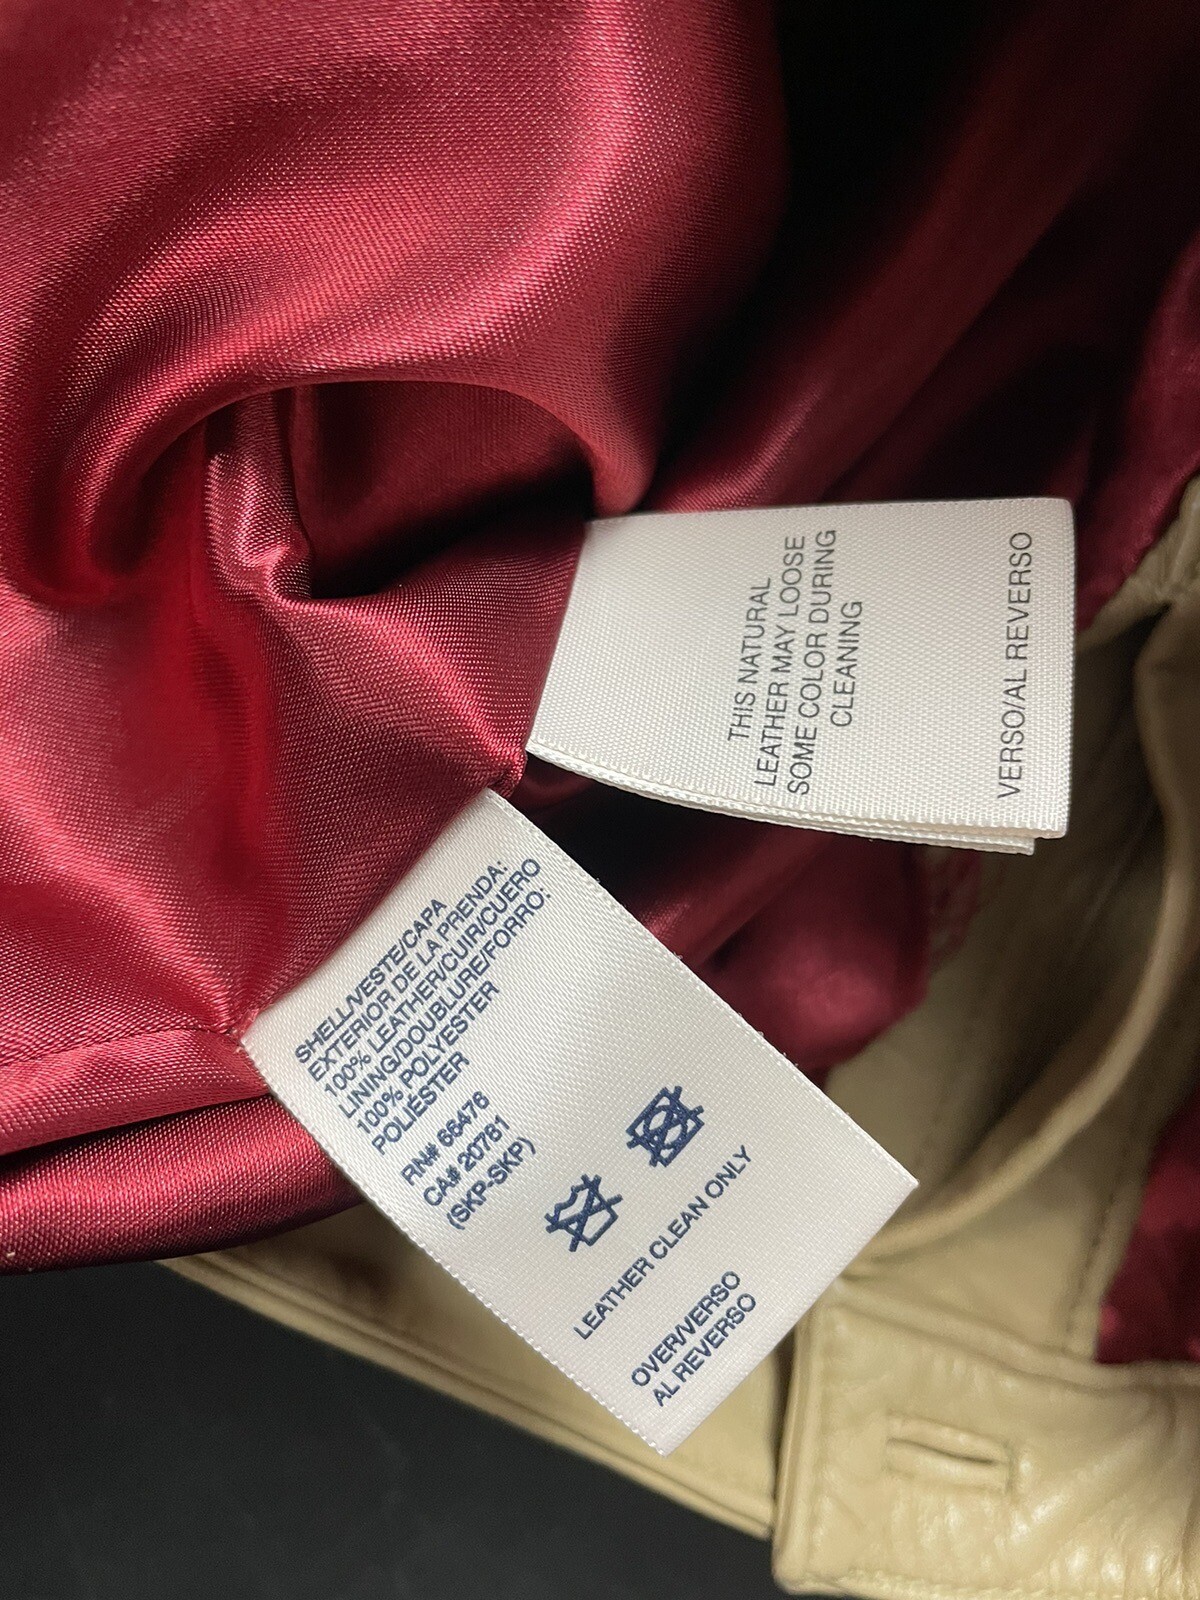 THIS NATURAL
LEATHER MAY LOOSE
SOME COLOR DURING
CLEANING
VERSO/AL REVERSO
SHELL/VESTE/CAPA
EXTERIOR DE LA PRENDA:
100% LEATHER/CUIR/CUERO
LINING/DOUBLURE/FORRO:
100% POLYESTER
POLIÉSTER
RN# 66476
CA# 20761
(SKP-SKP)
LEATHER CLEAN ONLY
OVER/VERSO
AL REVERSO